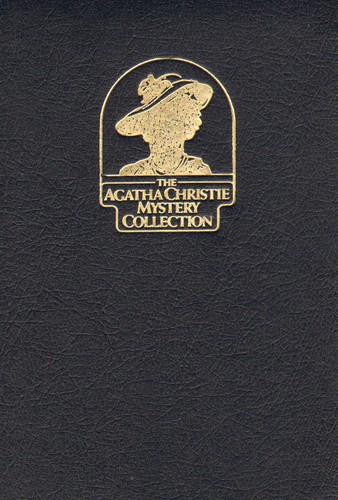 THE
AGATHA CHRISTIE
MYSTERY
COLLECTION